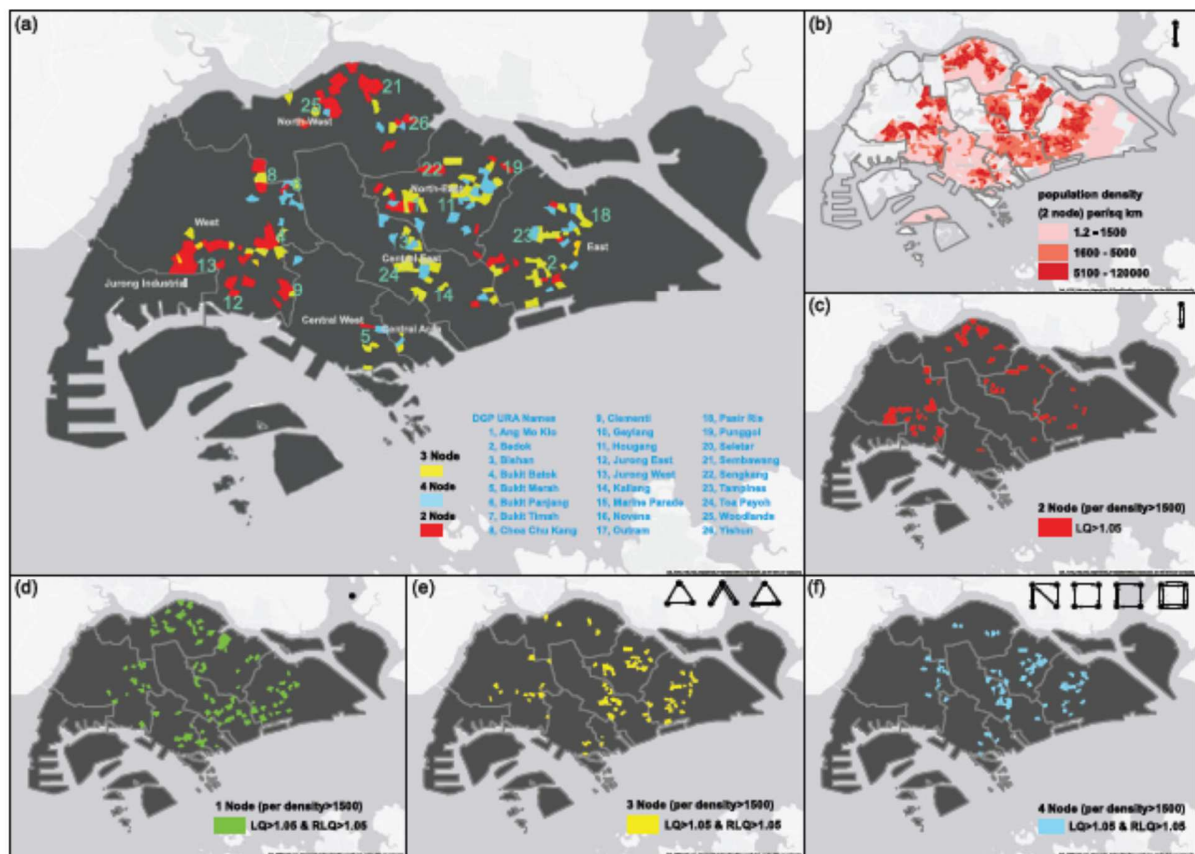 (a)
21
25
North-West
26
8
6
22
19
North-East
11
18
West
4
3
23
East
Central East
13
24
2
Jurong Industrial
12
9
14
Central West
Central Area
5
3 Node
4 Node
2 Node
DGP URA Names
1, Ang Mo Kio
2, Bedok
3, Bishan
4, Bukit Batok
5, Bukit Merah
6, Bukit Panjang
7, Bukit Timah
8, Choa Chu Kang
9, Clementi
10, Geylang
11, Hougang
12, Jurong East
13, Jurong West
14, Kallang
15, Marine Parade
16, Novena
17, Outram
18, Pasir Ris
19, Punggol
20, Seletar
21, Sembawang
22, Sengkang
23, Tampines
24, Toa Payoh
25, Woodlands
26, Yishun
(b)
population density
(2 node) per/sq km
1.2 - 1500
1600 - 5000
5100 - 120000
(c)
2 Node (per density>1500)
LQ>1.05
(d)
1 Node (per density>1500)
LQ>1.05 & RLQ>1.05
(e)
3 Node (per density>1500)
LQ>1.05 & RLQ>1.05
(f)
4 Node (per density>1500)
LQ>1.05 & RLQ>1.05